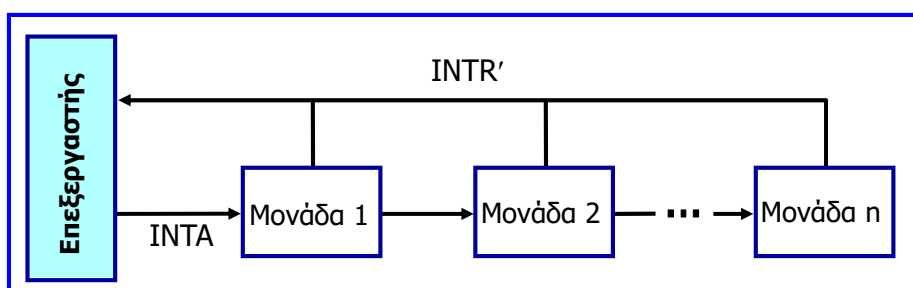 Επεξεργαστής
INTR′
INTA
Μονάδα 1
Μονάδα 2
...
Μονάδα n